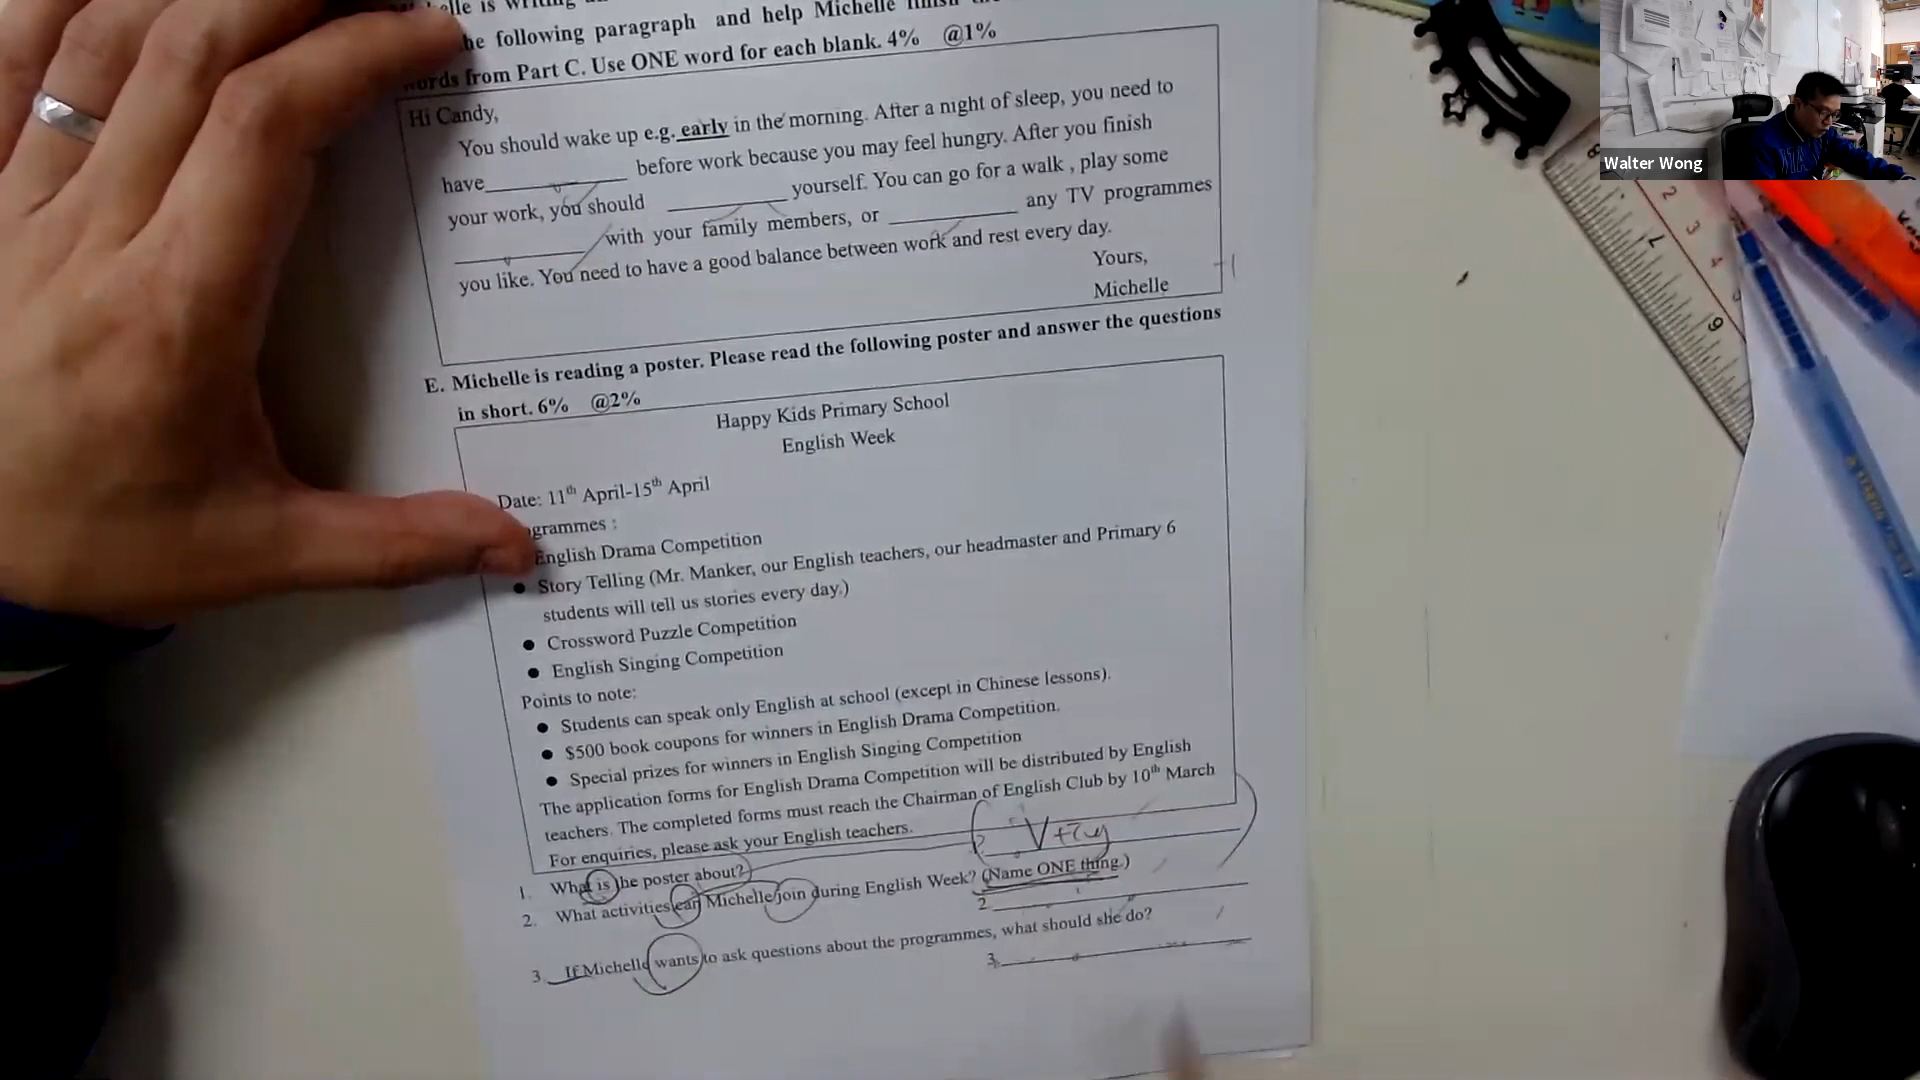 elle is writing
he following paragraph and help Michelle finish
words from Part C. Use ONE word for each blank. 4% @1%
Hi Candy,
You should wake up e.g. early in the morning. After a night of sleep, you need to
have____________ before work because you may feel hungry. After you finish
your work, you should ____________ yourself. You can go for a walk , play some
____________ with your family members, or ____________ any TV programmes
you like. You need to have a good balance between work and rest every day.
Yours,
Michelle
E. Michelle is reading a poster. Please read the following poster and answer the questions
in short. 6% @2%
Happy Kids Primary School
English Week
Date: 11th April-15th April
grammes :
English Drama Competition
● Story Telling (Mr. Manker, our English teachers, our headmaster and Primary 6
students will tell us stories every day.)
● Crossword Puzzle Competition
● English Singing Competition
Points to note:
● Students can speak only English at school (except in Chinese lessons).
● $500 book coupons for winners in English Drama Competition.
● Special prizes for winners in English Singing Competition
The application forms for English Drama Competition will be distributed by English
teachers. The completed forms must reach the Chairman of English Club by 10th March
For enquiries, please ask your English teachers.
1. What is he poster about?
2. What activities can Michelle join during English Week? (Name ONE thing.)
2.
3. If Michelle wants to ask questions about the programmes, what should she do?
3.
Walter Wong